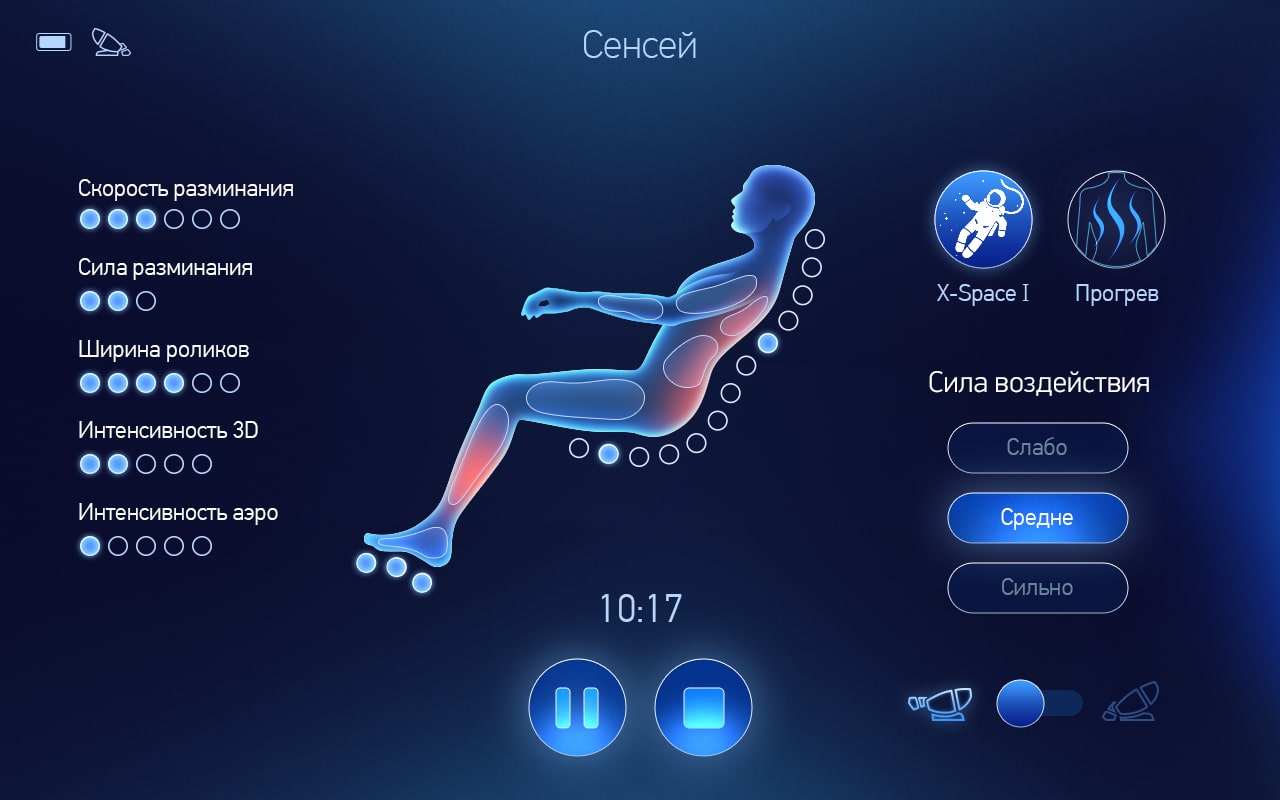 Сенсей
Скорость разминания
Сила разминания
Ширина роликов
Интенсивность 3D
Интенсивность аэро
X-Space I
Прогрев
Сила воздействия
Слабо
Средне
Сильно
10:17